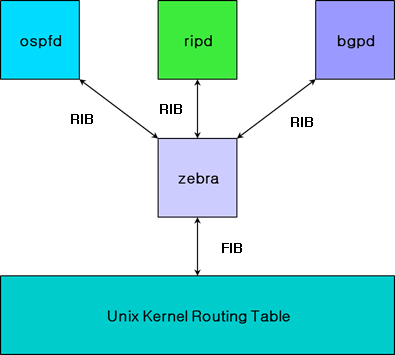 ospfd
ripd
bgpd
RIB
RIB
RIB
zebra
FIB
Unix Kernel Routing Table